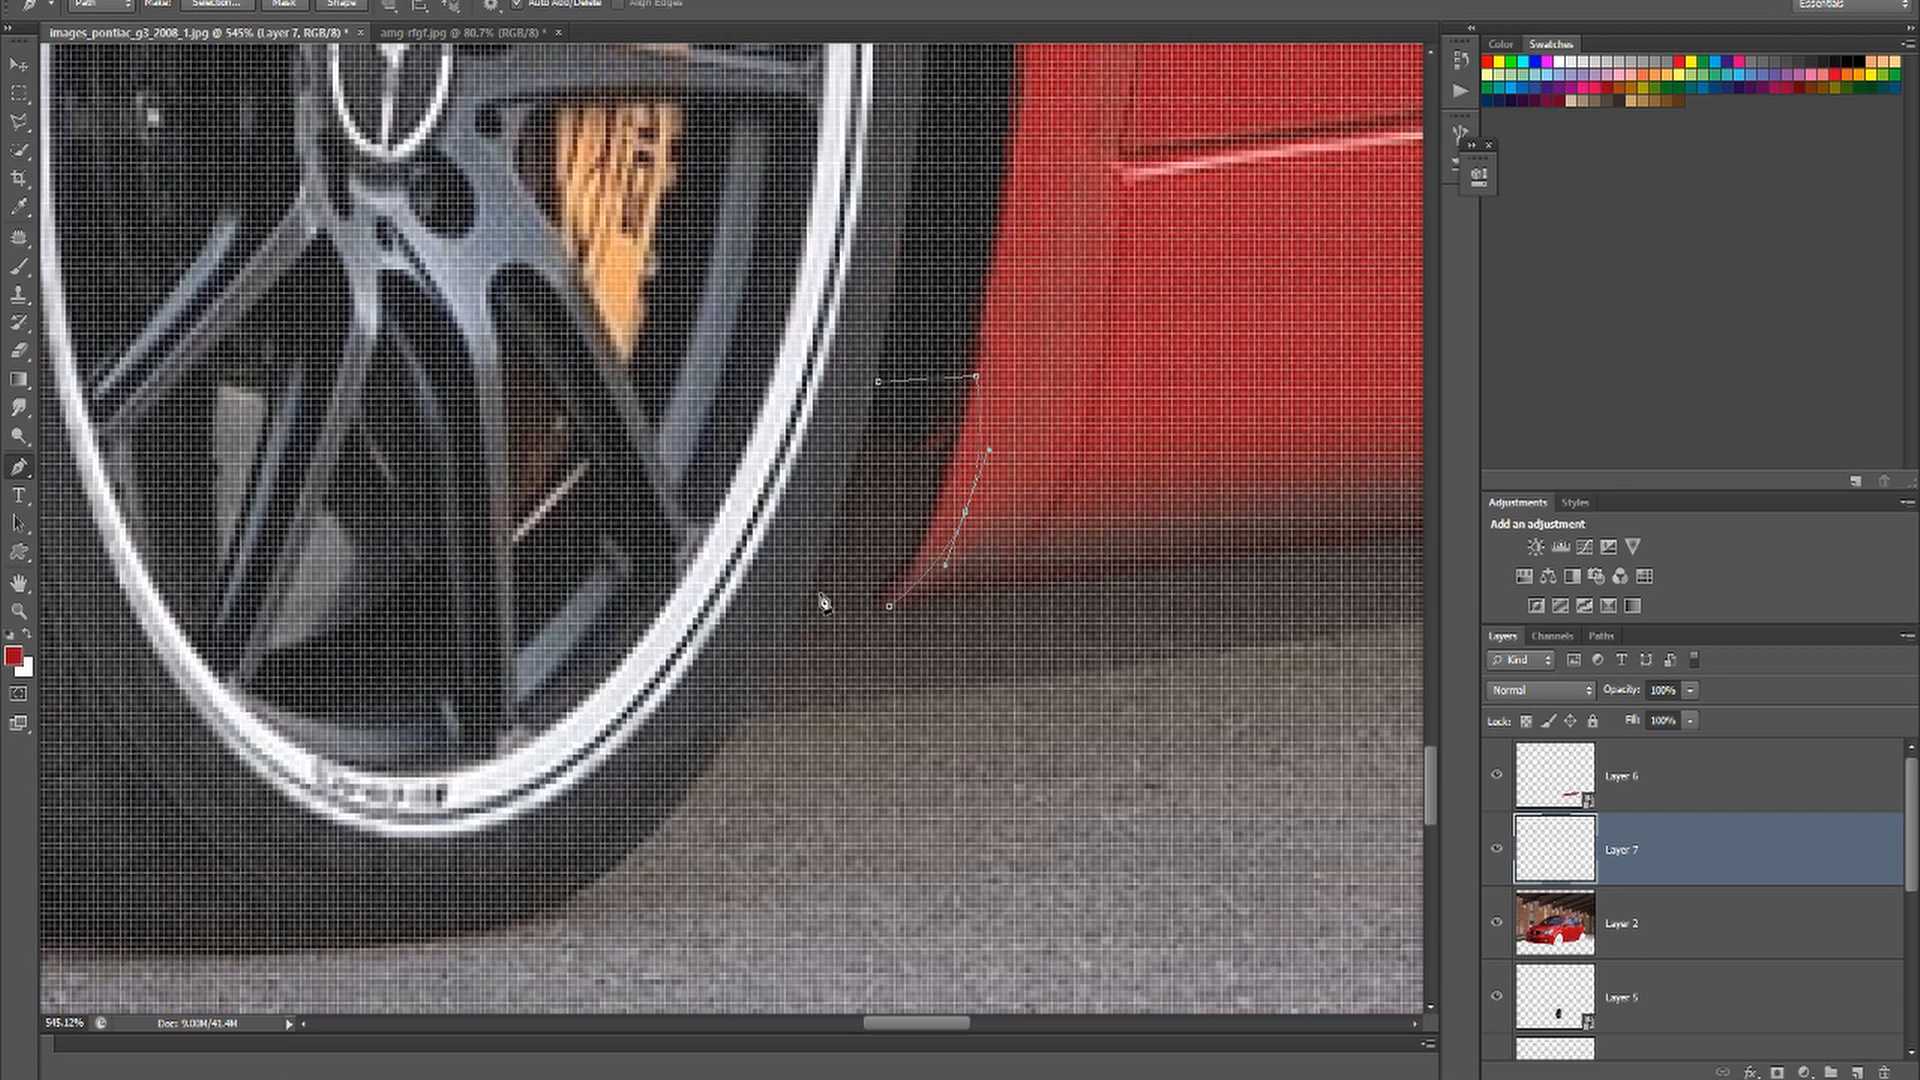 Path Make: Selection... Mask Shape Auto Add/Delete Align Edges Essentials
images_pontiac_g3_2008_1.jpg @ 545% (Layer 7, RGB/8) * × amg-rfgf.jpg @ 80.7% (RGB/8) * ×
Color Swatches
Adjustments Styles
Add an adjustment
Layers Channels Paths
Kind
Normal Opacity: 100%
Lock: Fill: 100%
Layer 6
Layer 7
Layer 2
Layer 5
545.12% Doc: 9.00M/41.4M